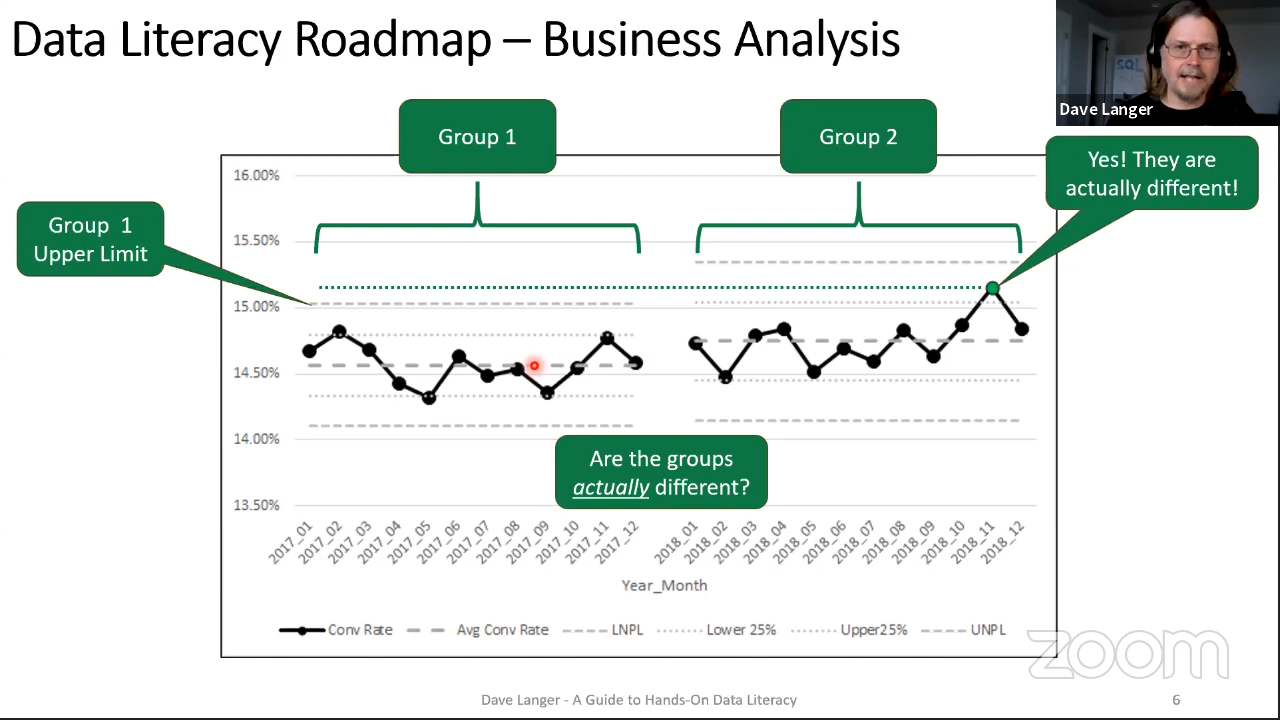 Data Literacy Roadmap – Business Analysis
SQL
Dave Langer
Group 1
Group 2
Yes! They are
actually different!
Group 1
Upper Limit
16.00%
15.50%
15.00%
14.50%
14.00%
13.50%
Are the groups
actually different?
2017_01
2017_02
2017_03
2017_04
2017_05
2017_06
2017_07
2017_08
2017_09
2017_10
2017_11
2017_12
2018_01
2018_02
2018_03
2018_04
2018_05
2018_06
2018_07
2018_08
2018_09
2018_10
2018_11
2018_12
Year_Month
Conv Rate Avg Conv Rate LNPL Lower 25% Upper25% UNPL
zoom
Dave Langer - A Guide to Hands-On Data Literacy
6